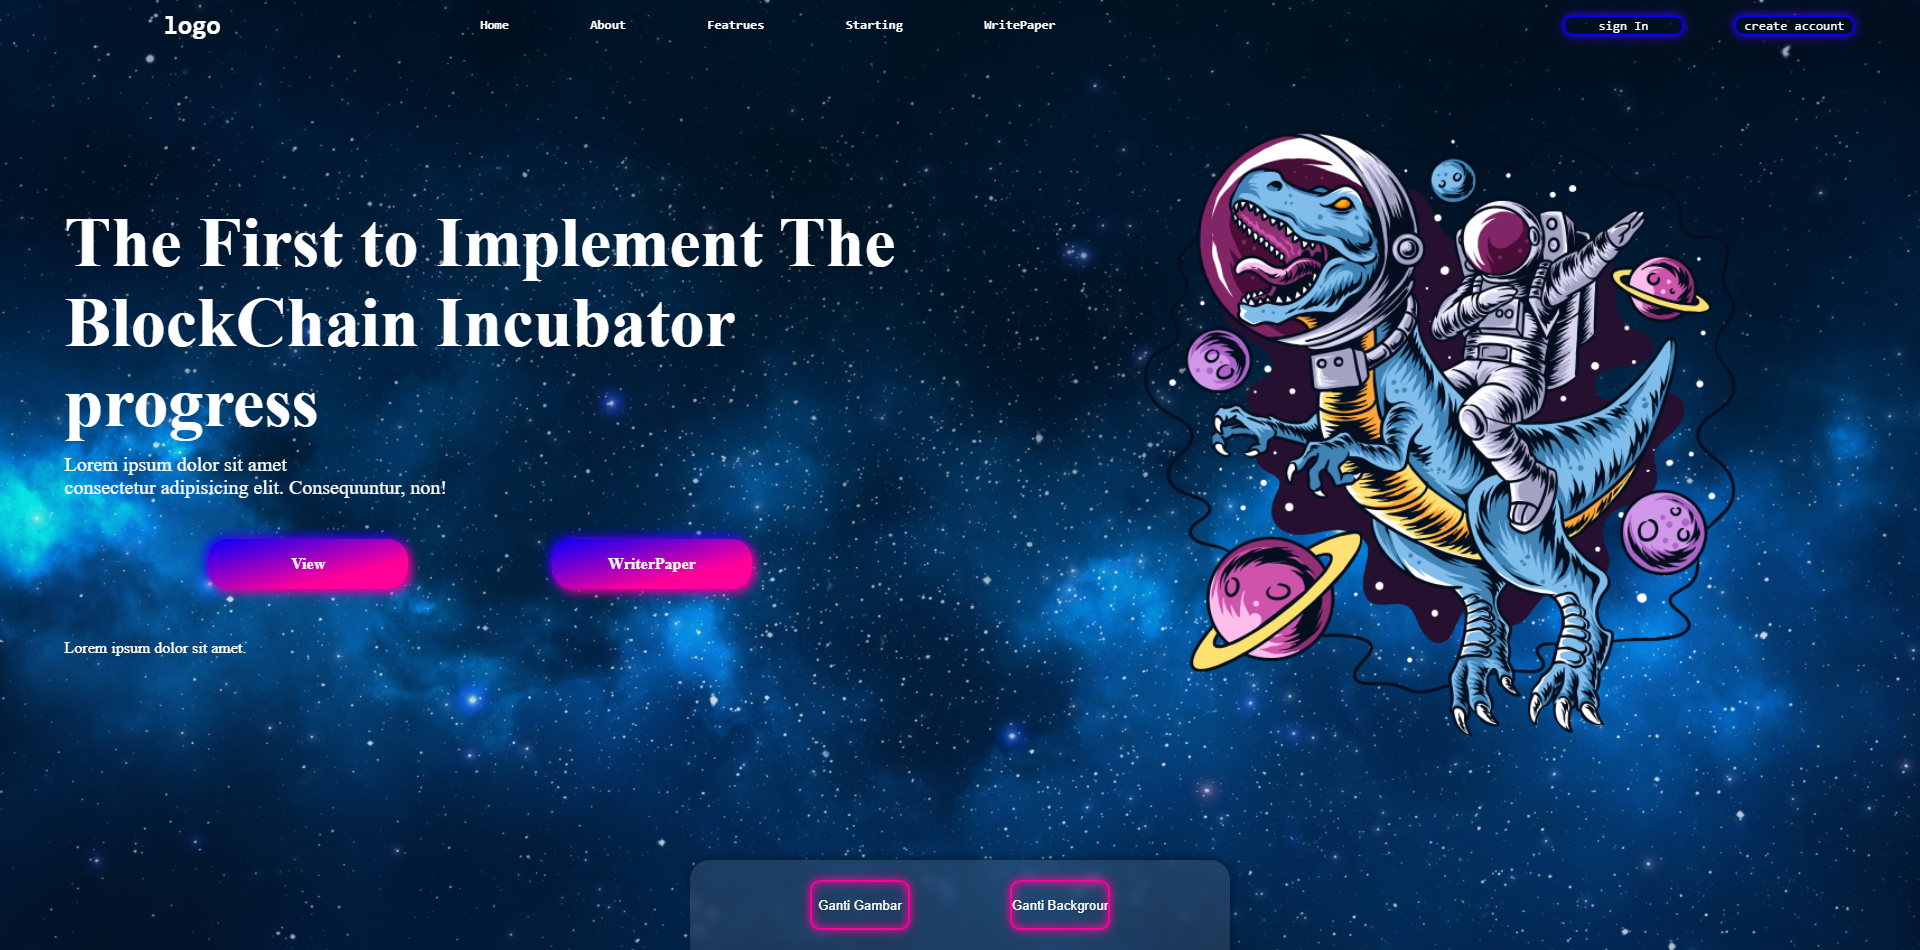 logo
Home
About
Featrues
Starting
WritePaper
sign In
create account
The First to Implement The
BlockChain Incubator
progress
Lorem ipsum dolor sit amet
consectetur adipisicing elit. Consequuntur, non!
View
WriterPaper
Lorem ipsum dolor sit amet.
Ganti Gambar
Ganti Backgroun